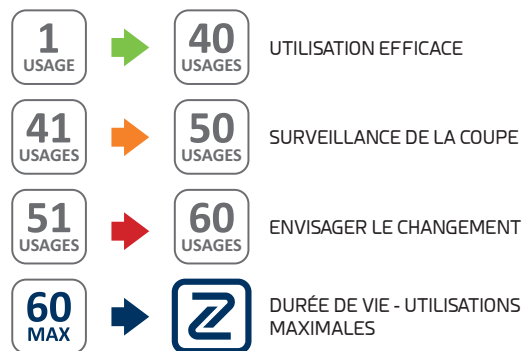 1 USAGE 40 USAGES UTILISATION EFFICACE
41 USAGES 50 USAGES SURVEILLANCE DE LA COUPE
51 USAGES 60 USAGES ENVISAGER LE CHANGEMENT
60 MAX Z DURÉE DE VIE - UTILISATIONS
MAXIMALES